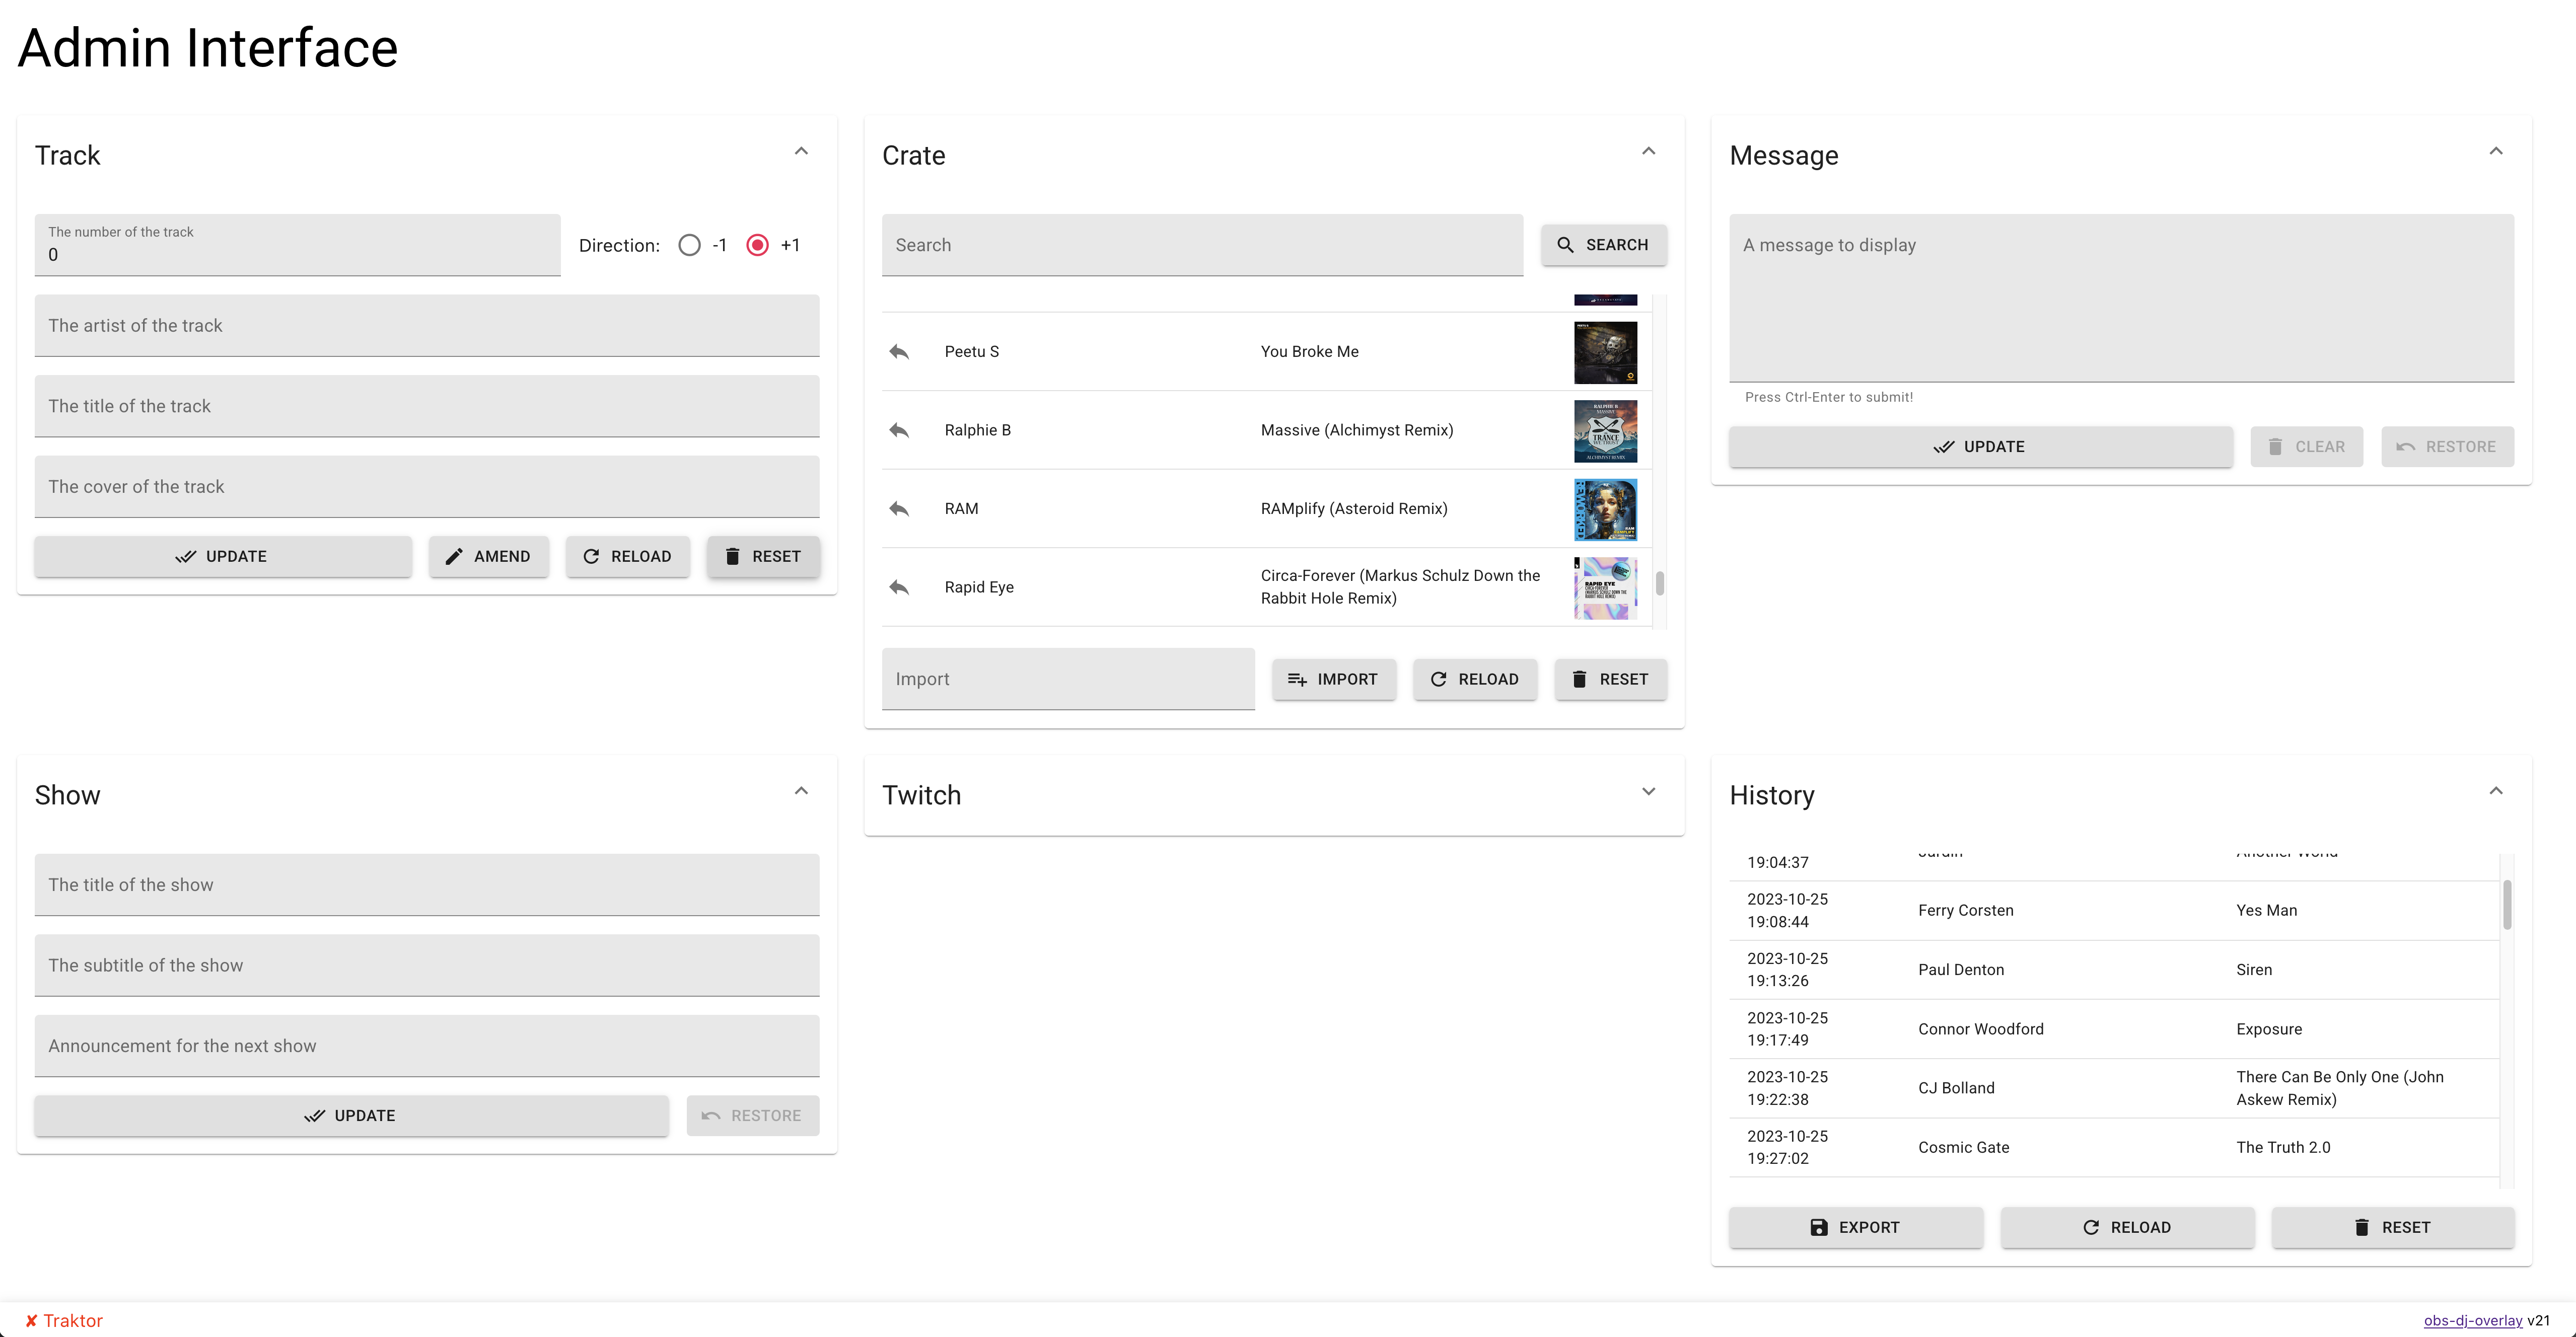 Admin Interface
Track
The number of the track
0
Direction: -1 +1
The artist of the track
The title of the track
The cover of the track
UPDATE AMEND RELOAD RESET
Crate
Search SEARCH
Peetu S You Broke Me
Ralphie B Massive (Alchimyst Remix)
RAM RAMplify (Asteroid Remix)
Rapid Eye Circa-Forever (Markus Schulz Down the
Rabbit Hole Remix)
Import IMPORT RELOAD RESET
Message
A message to display
Press Ctrl-Enter to submit!
UPDATE CLEAR RESTORE
Show
The title of the show
The subtitle of the show
Announcement for the next show
UPDATE RESTORE
Twitch
History
19:04:37
2023-10-25
19:08:44
Ferry Corsten Yes Man
2023-10-25
19:13:26
Paul Denton Siren
2023-10-25
19:17:49
Connor Woodford Exposure
2023-10-25
19:22:38
CJ Bolland There Can Be Only One (John
Askew Remix)
2023-10-25
19:27:02
Cosmic Gate The Truth 2.0
EXPORT RELOAD RESET
✘ Traktor
obs-dj-overlay v21